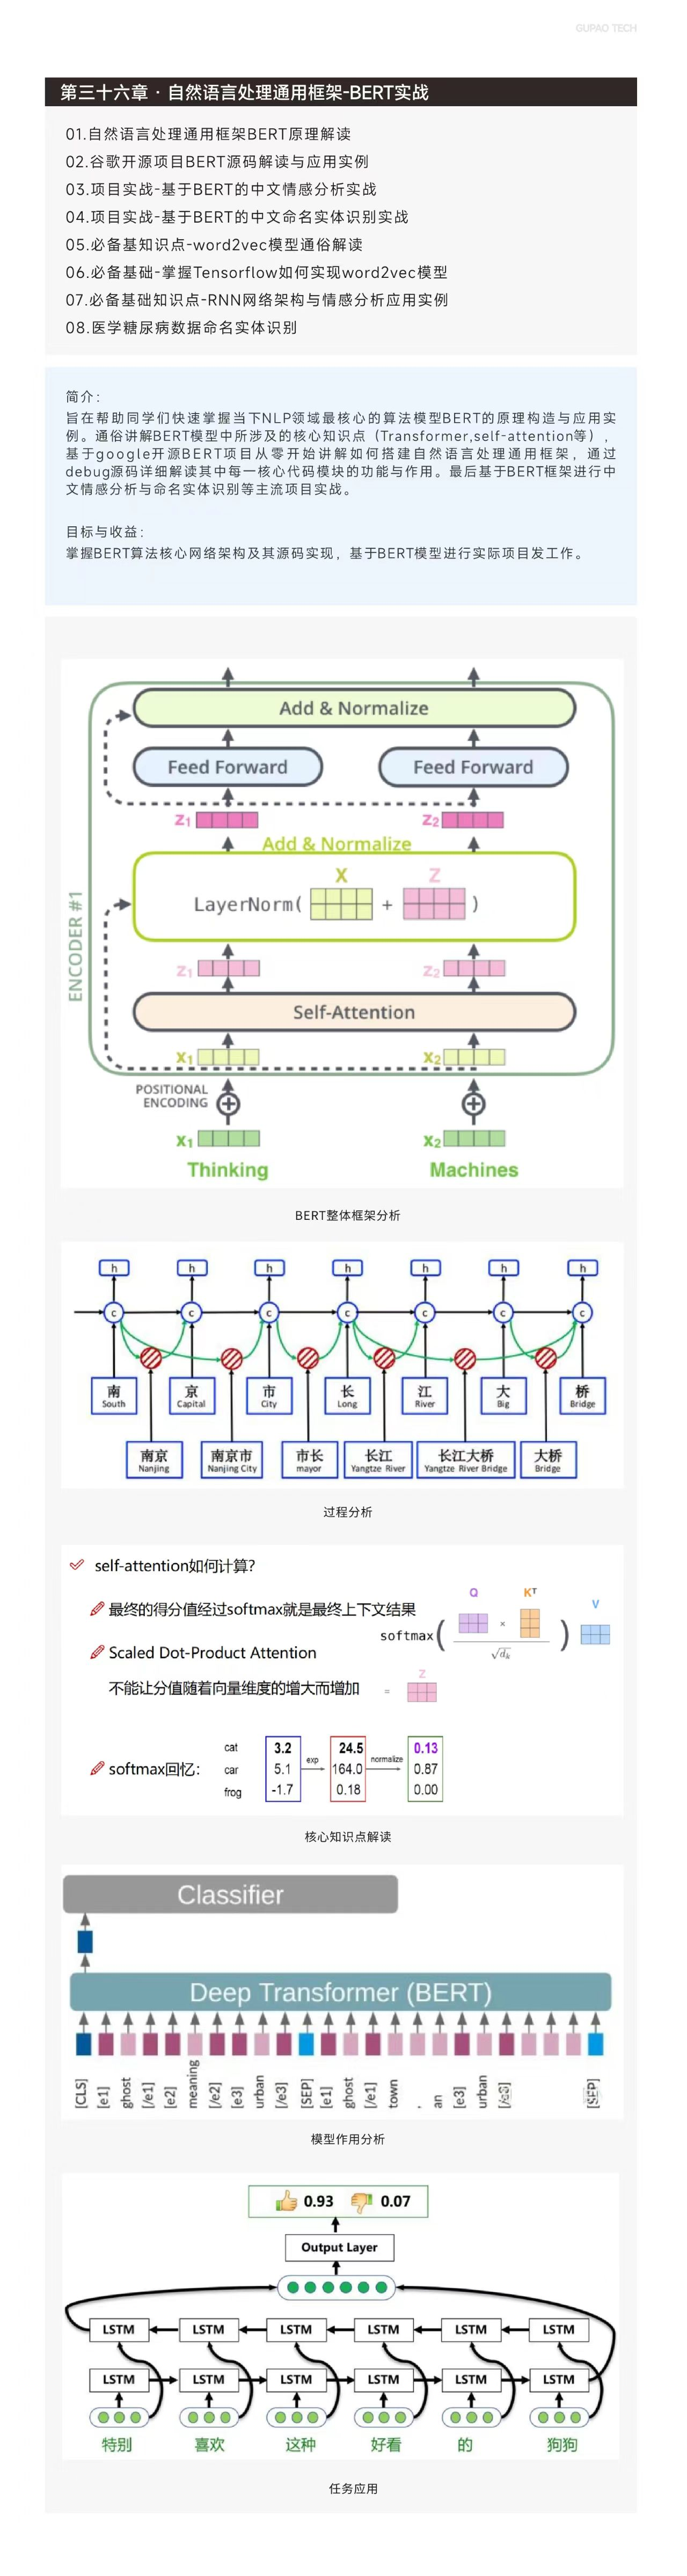 GUPAO TECH
第三十六章 · 自然语言处理通用框架-BERT实战
01.自然语言处理通用框架BERT原理解读
02.谷歌开源项目BERT源码解读与应用实例
03.项目实战-基于BERT的中文情感分析实战
04.项目实战-基于BERT的中文命名实体识别实战
05.必备基知识点-word2vec模型通俗解读
06.必备基础-掌握Tensorflow如何实现word2vec模型
07.必备基础知识点-RNN网络架构与情感分析应用实例
08.医学糖尿病数据命名实体识别
简介：
旨在帮助同学们快速掌握当下NLP领域最核心的算法模型BERT的原理构造与应用实
例。通俗讲解BERT模型中所涉及的核心知识点（Transformer,self-attention等），
基于google开源BERT项目从零开始讲解如何搭建自然语言处理通用框架，通过
debug源码详细解读其中每一核心代码模块的功能与作用。最后基于BERT框架进行中
文情感分析与命名实体识别等主流项目实战。
目标与收益：
掌握BERT算法核心网络架构及其源码实现，基于BERT模型进行实际项目发工作。
Add & Normalize
Feed Forward Feed Forward
Z1 Z2
Add & Normalize
X Z
LayerNorm( + )
ENCODER #1
Z1 Z2
Self-Attention
X1 X2
POSITIONAL
ENCODING
X1 X2
Thinking Machines
BERT整体框架分析
h h h h h h h
c c c c c c c
南 京 市 长 江 大 桥
South Capital City Long River Big Bridge
南京 南京市 市长 长江 长江大桥 大桥
Nanjing Nanjing City mayor Yangtze River Yangtze River Bridge Bridge
过程分析
self-attention如何计算?
最终的得分值经过softmax就是最终上下文结果
Q K^T V
softmax( × / √dk )
Scaled Dot-Product Attention
不能让分值随着向量维度的增大而增加
= Z
softmax回忆：
cat 3.2 24.5 0.13
car 5.1 exp 164.0 normalize 0.87
frog -1.7 0.18 0.00
核心知识点解读
Classifier
Deep Transformer (BERT)
[CLS] [e1] ghost [/e1] [e2] meaning [/e2] [e3] urban [/e3] [SEP] [e1] ghost [/e1] town , an [e3] urban
模型作用分析
0.93 0.07
Output Layer
LSTM LSTM LSTM LSTM LSTM LSTM
LSTM LSTM LSTM LSTM LSTM LSTM
特别 喜欢 这种 好看 的 狗狗
任务应用